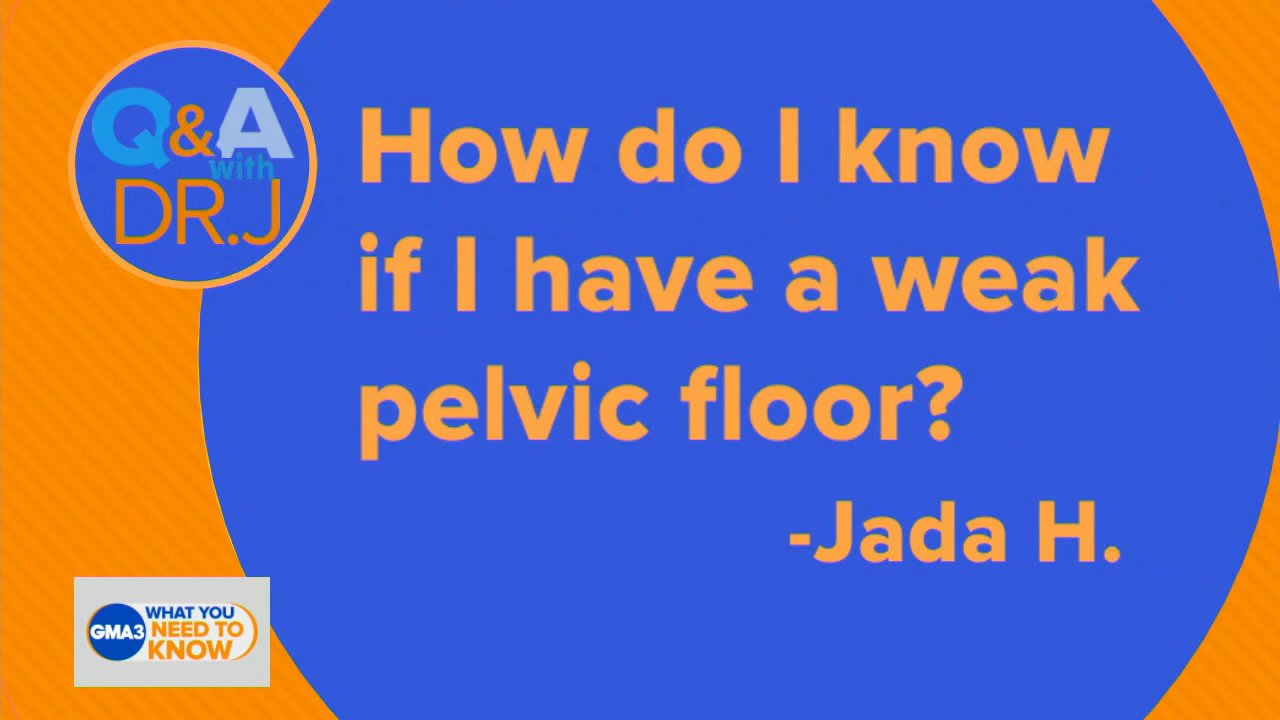 Q&A
with
DR.J
How do I know
if I have a weak
pelvic floor?
-Jada H.
GMA3
WHAT YOU
NEED TO
KNOW